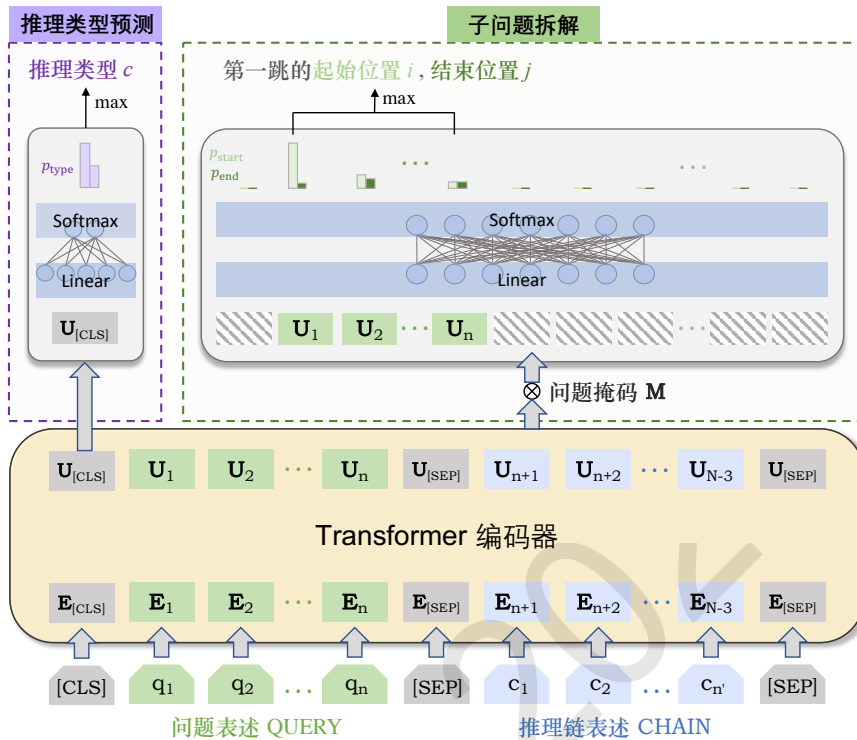 推理类型预测
子问题拆解
推理类型 c
第一跳的起始位置 i , 结束位置 j
max
max
p_type
p_start
p_end
...
...
Softmax
Softmax
Linear
Linear
U[CLS]
U1 U2 ... Un ...
⊗ 问题掩码 M
U[CLS] U1 U2 ... Un U[SEP] Un+1 Un+2 ... UN-3 U[SEP]
Transformer 编码器
E[CLS] E1 E2 ... En E[SEP] En+1 En+2 ... EN-3 E[SEP]
[CLS] q1 q2 ... qn [SEP] c1 c2 ... cn' [SEP]
问题表述 QUERY
推理链表述 CHAIN